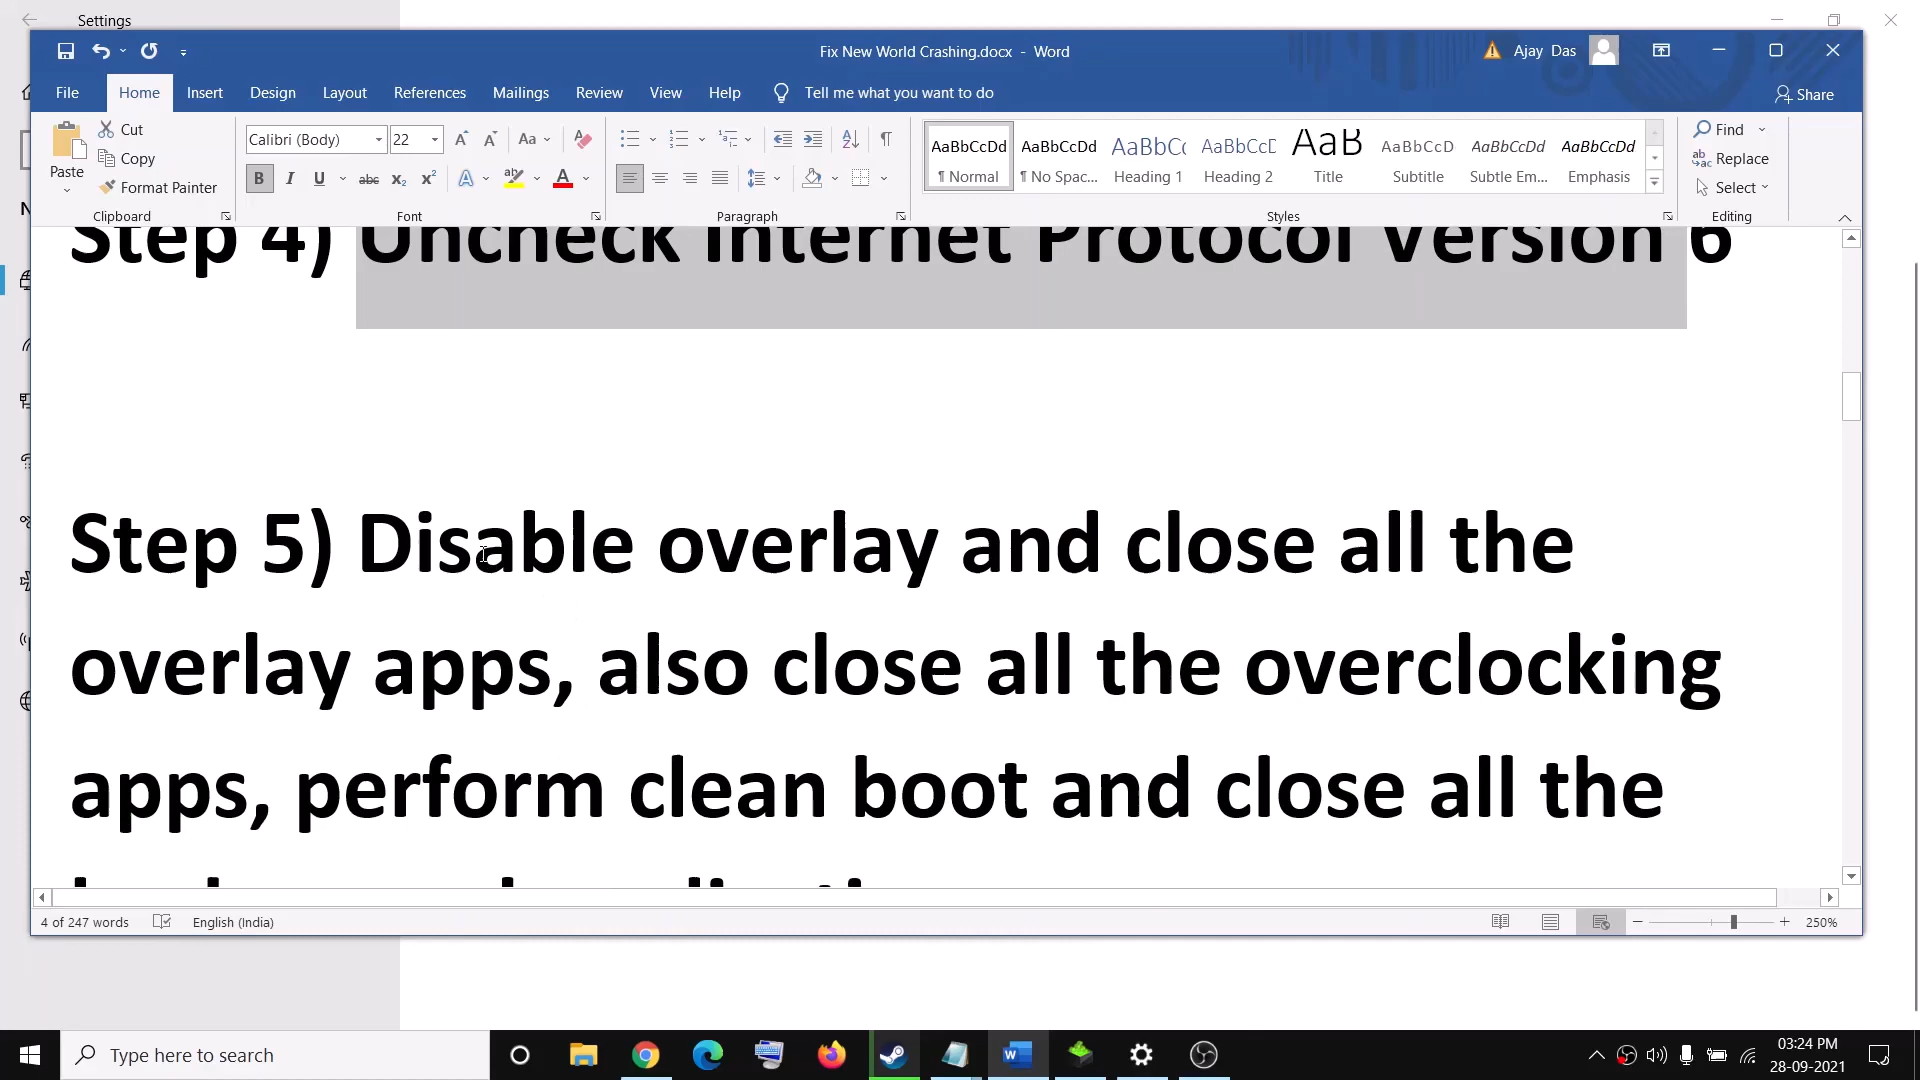 Settings
Fix New World Crashing.docx - Word
Ajay Das
File Home Insert Design Layout References Mailings Review View Help Tell me what you want to do
Share
Paste
Cut
Copy
Format Painter
Clipboard
Calibri (Body) 22
Aa
B I U abc x₂ x²
Font
Paragraph
AaBbCcDd AaBbCcDd AaBbCc AaBbCcD AaB AaBbCcD AaBbCcDd AaBbCcDd
¶ Normal ¶ No Spac... Heading 1 Heading 2 Title Subtitle Subtle Em... Emphasis
Styles
Find
Replace
Select
Editing
Step 4) Uncheck Internet Protocol Version 6
Step 5) Disable overlay and close all the
overlay apps, also close all the overclocking
apps, perform clean boot and close all the
4 of 247 words English (India) 250%
Type here to search
03:24 PM
28-09-2021